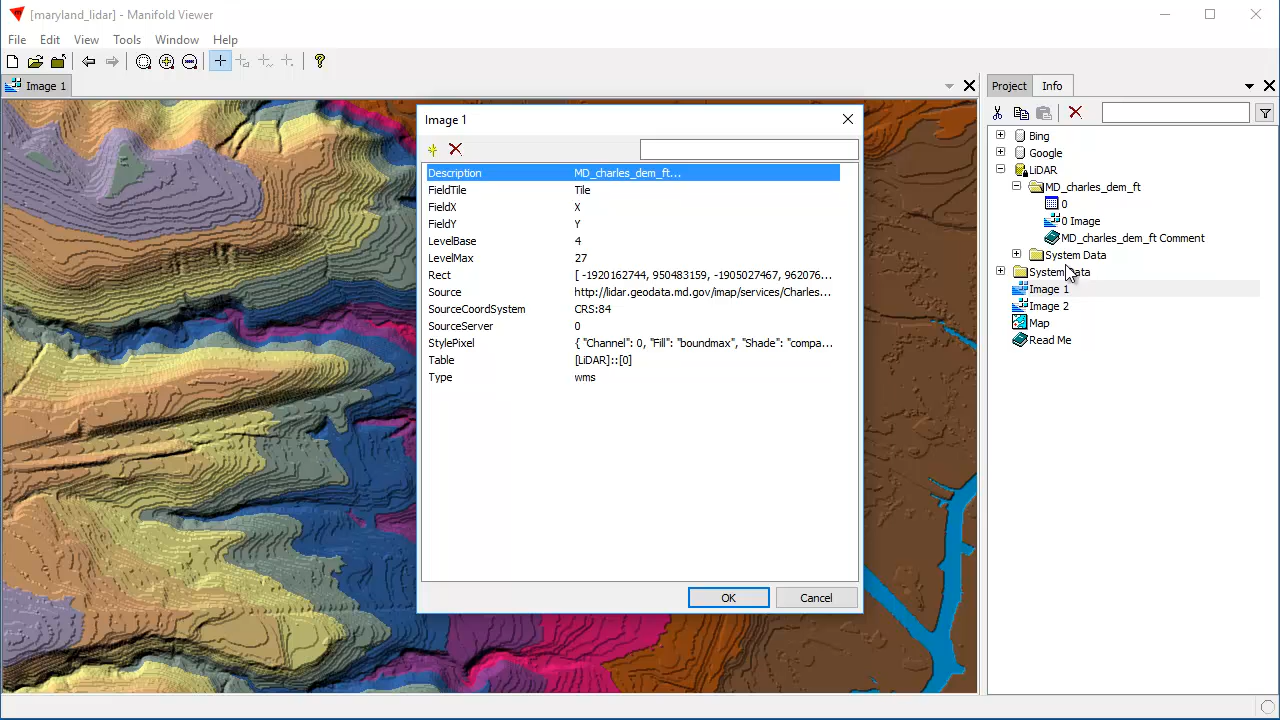 [maryland_lidar] - Manifold Viewer
File Edit View Tools Window Help
Image 1
Project Info
Image 1
Description MD_charles_dem_ft...
FieldTile Tile
FieldX X
FieldY Y
LevelBase 4
LevelMax 27
Rect [ -1920162744, 950483159, -1905027467, 962076...
Source http://lidar.geodata.md.gov/imap/services/Charles...
SourceCoordSystem CRS:84
SourceServer 0
StylePixel { "Channel": 0, "Fill": "boundmax", "Shade": "compa...
Table [LiDAR]::[0]
Type wms
OK Cancel
Bing
Google
LiDAR
MD_charles_dem_ft
0
0 Image
MD_charles_dem_ft Comment
System Data
System Data
Image 1
Image 2
Map
Read Me